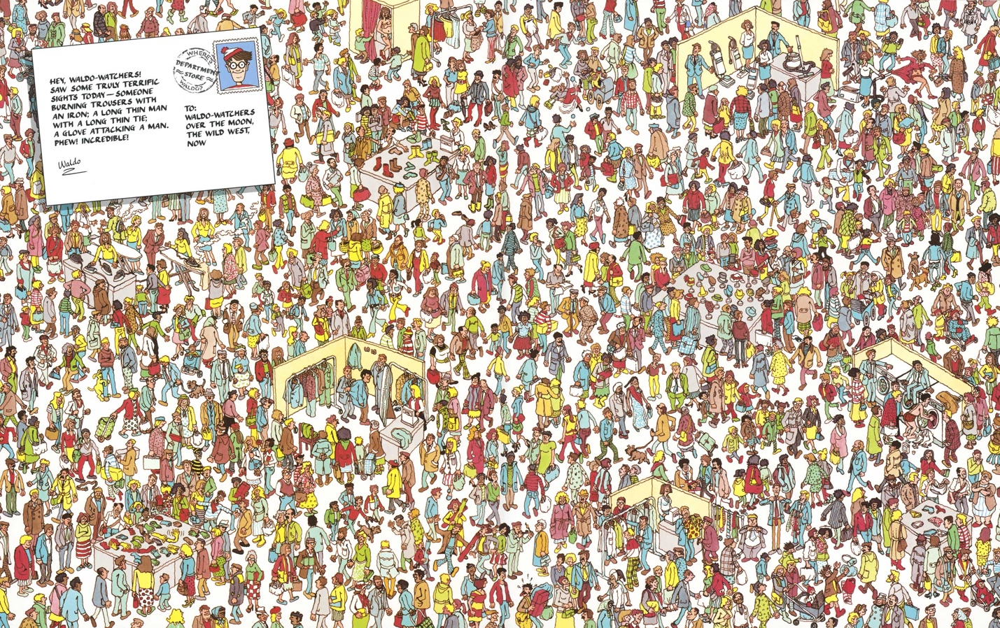 HEY, WALDO-WATCHERS!
SAW SOME TRULY TERRIFIC
SIGHTS TODAY — SOMEONE
BURNING TROUSERS WITH
AN IRON; A LONG THIN MAN
WITH A LONG THIN TIE;
A GLOVE ATTACKING A MAN.
PHEW! INCREDIBLE!
Waldo
WHERE'S
DEPARTMENT
STORE
WALDO?
TO:
WALDO-WATCHERS
OVER THE MOON,
THE WILD WEST,
NOW